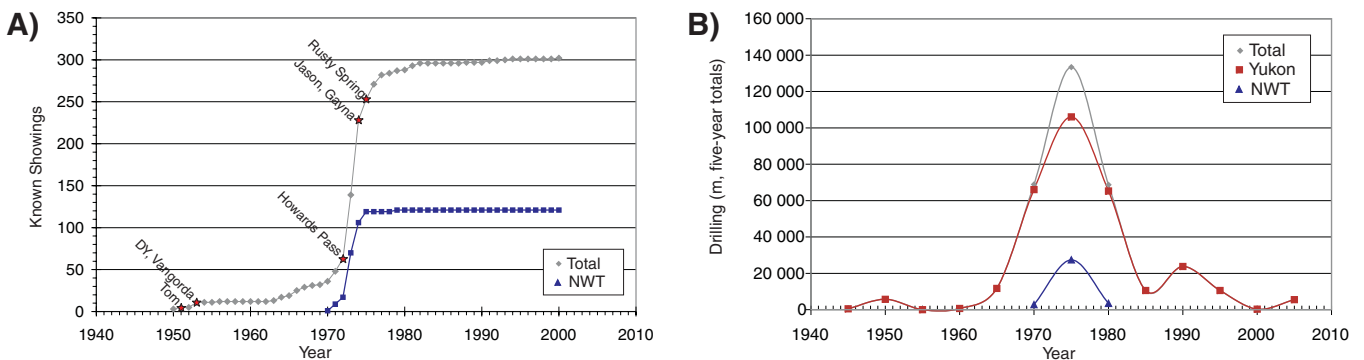 A)
350
300
250
200
150
100
50
0
Known Showings
Rusty Spring
Jason, Gayna
Howards Pass
DY, Vangorda
Tom
Total
NWT
1940 1950 1960 1970 1980 1990 2000 2010
Year
B)
160 000
140 000
120 000
100 000
80 000
60 000
40 000
20 000
0
Drilling (m, five-year totals)
Total
Yukon
NWT
1940 1950 1960 1970 1980 1990 2000 2010
Year